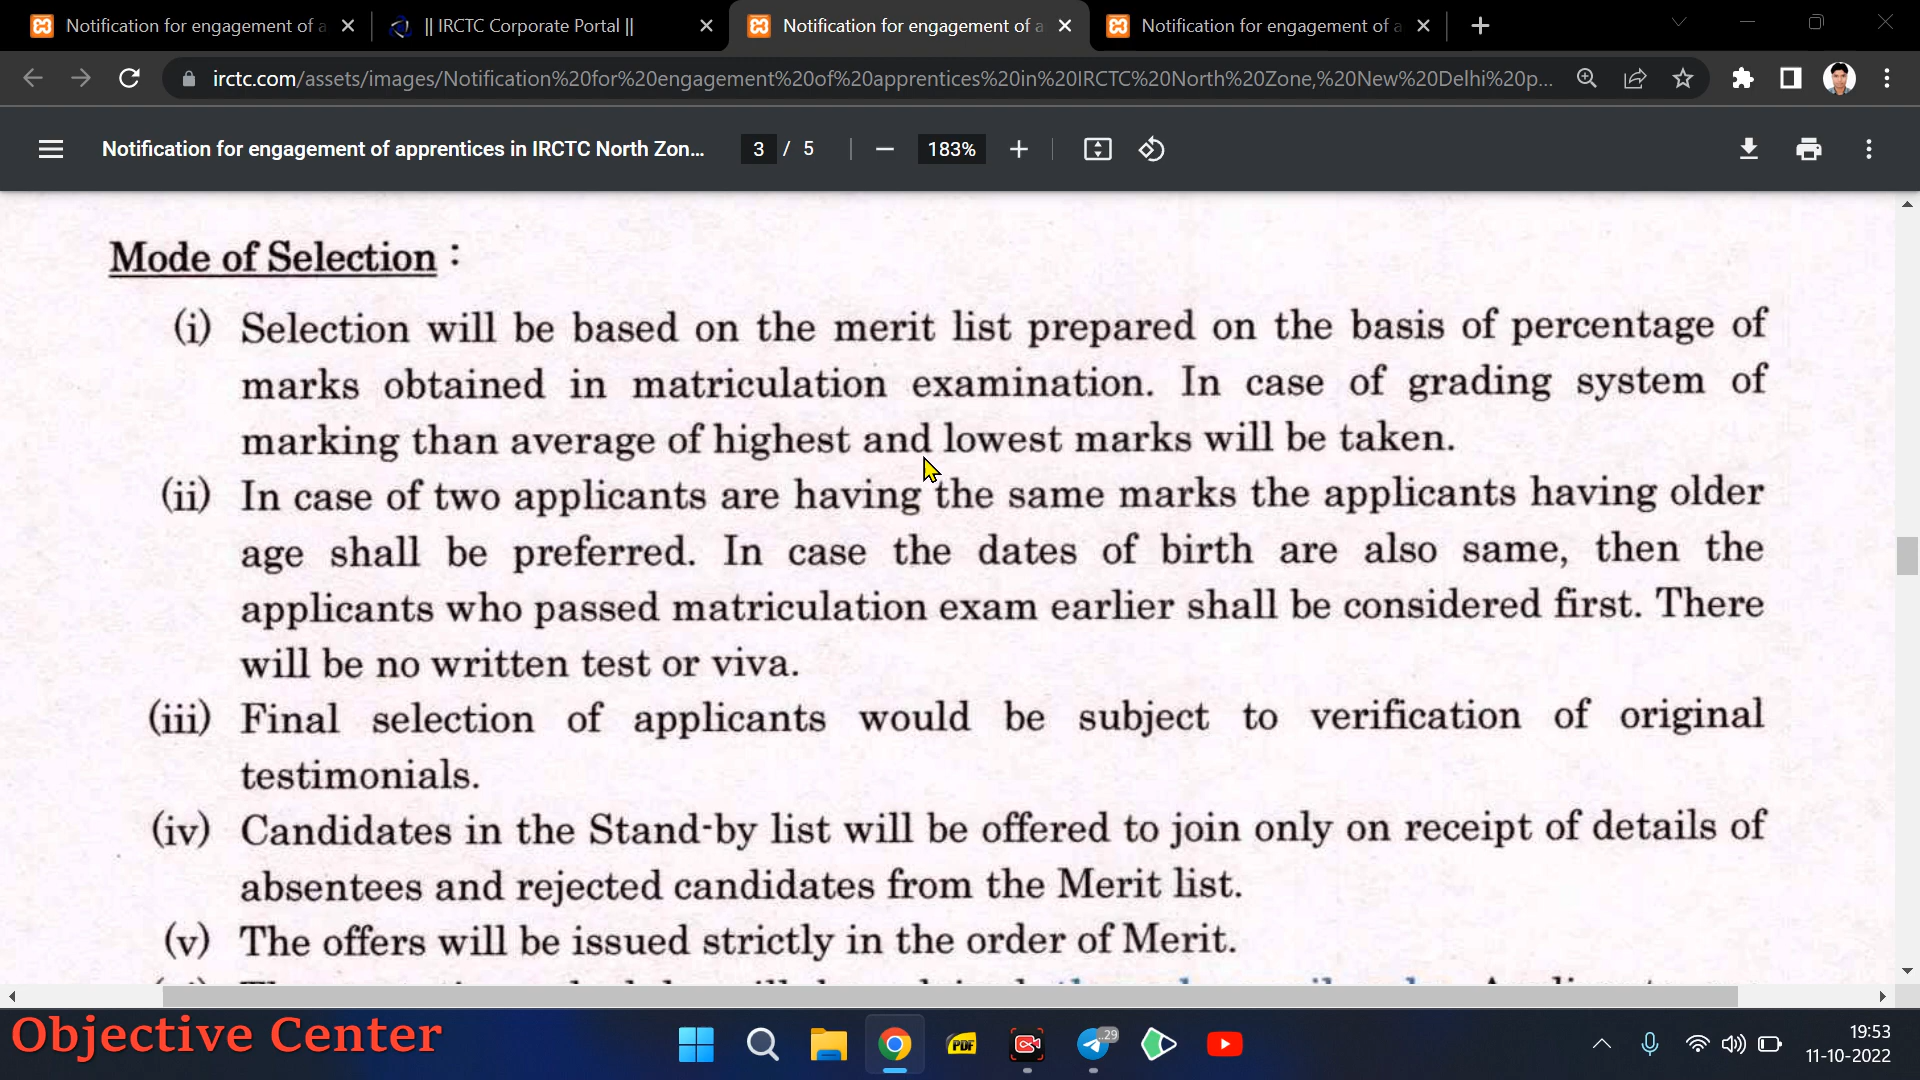 Notification for engagement of a
|| IRCTC Corporate Portal ||
Notification for engagement of a
Notification for engagement of a
irctc.com/assets/images/Notification%20for%20engagement%20of%20apprentices%20in%20IRCTC%20North%20Zone,%20New%20Delhi%20p...
Notification for engagement of apprentices in IRCTC North Zon...
3 / 5
183%
Mode of Selection :
(i) Selection will be based on the merit list prepared on the basis of percentage of
marks obtained in matriculation examination. In case of grading system of
marking than average of highest and lowest marks will be taken.
(ii) In case of two applicants are having the same marks the applicants having older
age shall be preferred. In case the dates of birth are also same, then the
applicants who passed matriculation exam earlier shall be considered first. There
will be no written test or viva.
(iii) Final selection of applicants would be subject to verification of original
testimonials.
(iv) Candidates in the Stand-by list will be offered to join only on receipt of details of
absentees and rejected candidates from the Merit list.
(v) The offers will be issued strictly in the order of Merit.
Objective Center
PDF
..29
19:53
11-10-2022